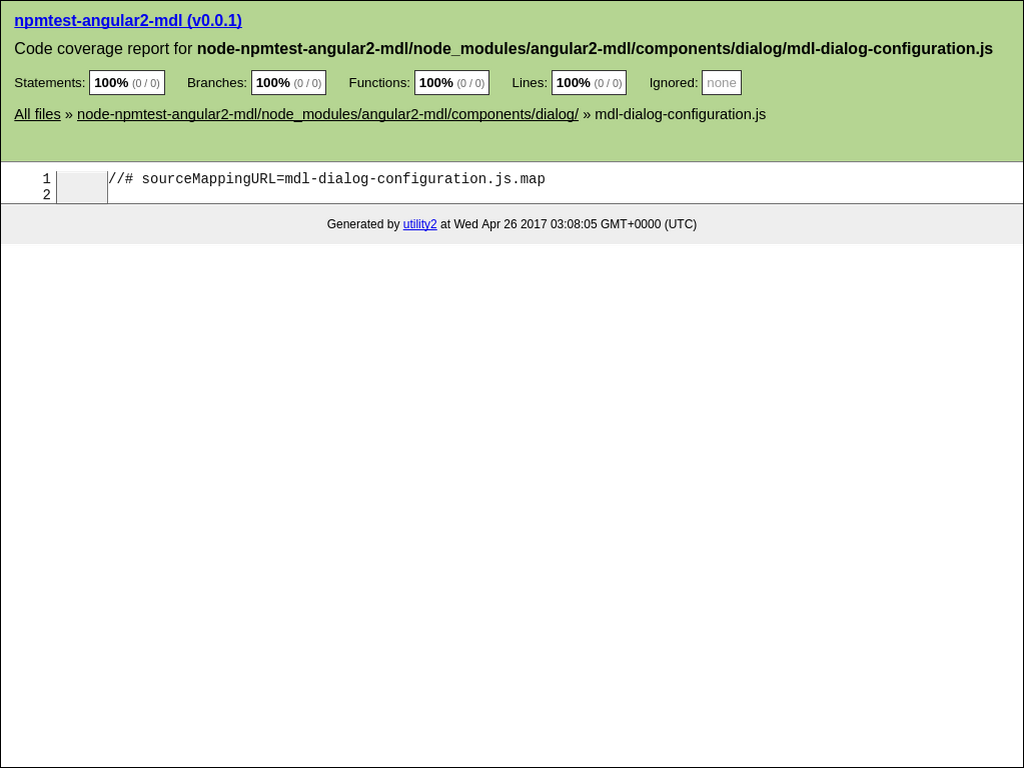 npmtest-angular2-mdl (v0.0.1)
Code coverage report for node-npmtest-angular2-mdl/node_modules/angular2-mdl/components/dialog/mdl-dialog-configuration.js
Statements: 100% (0 / 0) Branches: 100% (0 / 0) Functions: 100% (0 / 0) Lines: 100% (0 / 0) Ignored: none
All files » node-npmtest-angular2-mdl/node_modules/angular2-mdl/components/dialog/ » mdl-dialog-configuration.js
1 //# sourceMappingURL=mdl-dialog-configuration.js.map
2
Generated by utility2 at Wed Apr 26 2017 03:08:05 GMT+0000 (UTC)